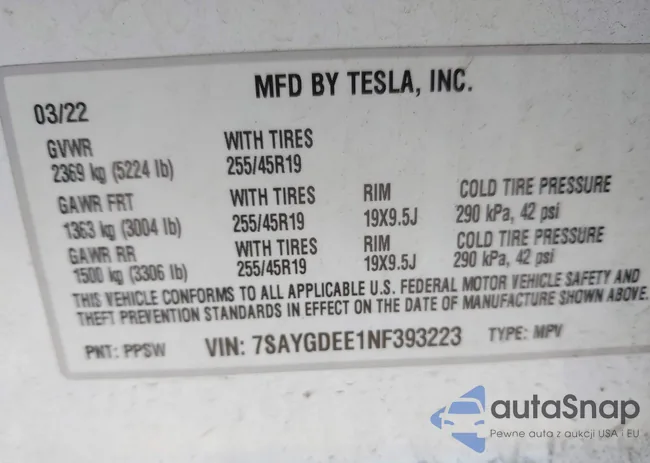 MFD BY TESLA, INC.
03/22
GVWR WITH TIRES
2369 kg (5224 lb) 255/45R19
GAWR FRT WITH TIRES RIM COLD TIRE PRESSURE
1363 kg (3004 lb) 255/45R19 19X9.5J 290 kPa, 42 psi
GAWR RR WITH TIRES RIM COLD TIRE PRESSURE
1500 kg (3306 lb) 255/45R19 19X9.5J 290 kPa, 42 psi
THIS VEHICLE CONFORMS TO ALL APPLICABLE U.S. FEDERAL MOTOR VEHICLE SAFETY AND
THEFT PREVENTION STANDARDS IN EFFECT ON THE DATE OF MANUFACTURE SHOWN ABOVE.
PNT: PPSW VIN: 7SAYGDEE1NF393223 TYPE: MPV
autaSnap
Pewne auta z aukcji USA i EU